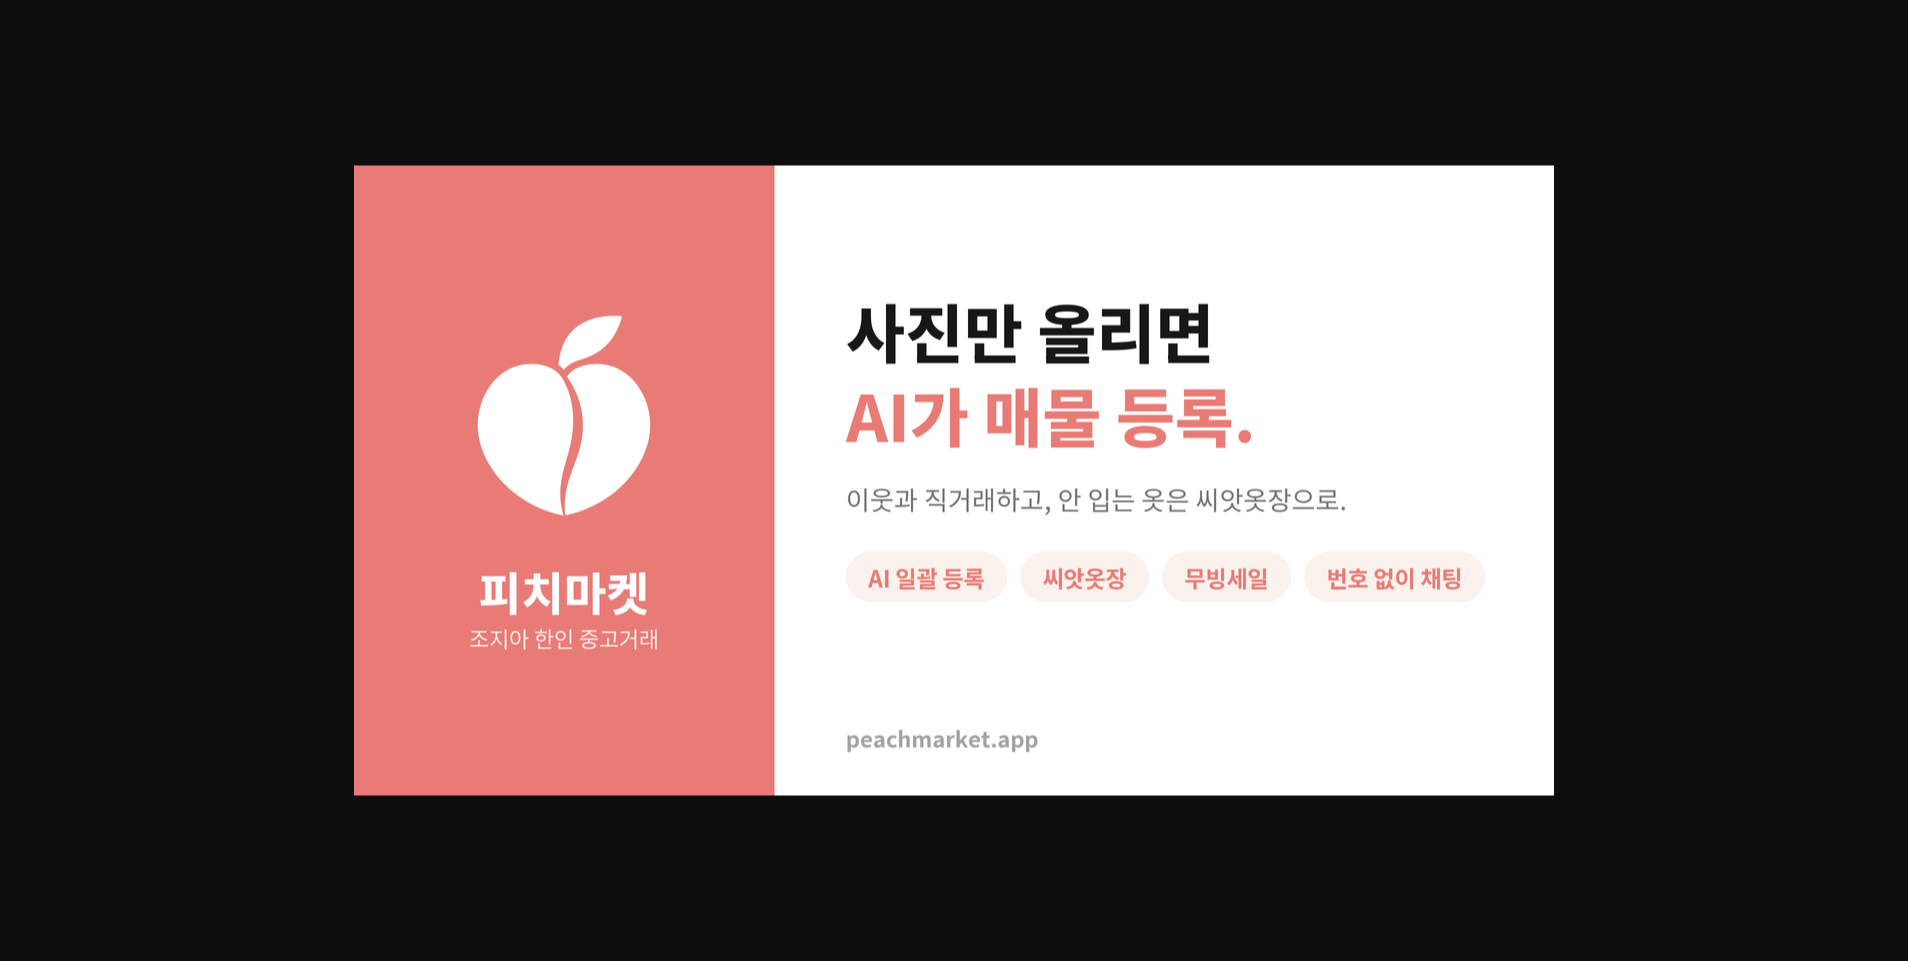 피치마켓
조지아 한인 중고거래
사진만 올리면
AI가 매물 등록.
이웃과 직거래하고, 안 입는 옷은 씨앗옷장으로.
AI 일괄 등록
씨앗옷장
무빙세일
번호 없이 채팅
peachmarket.app